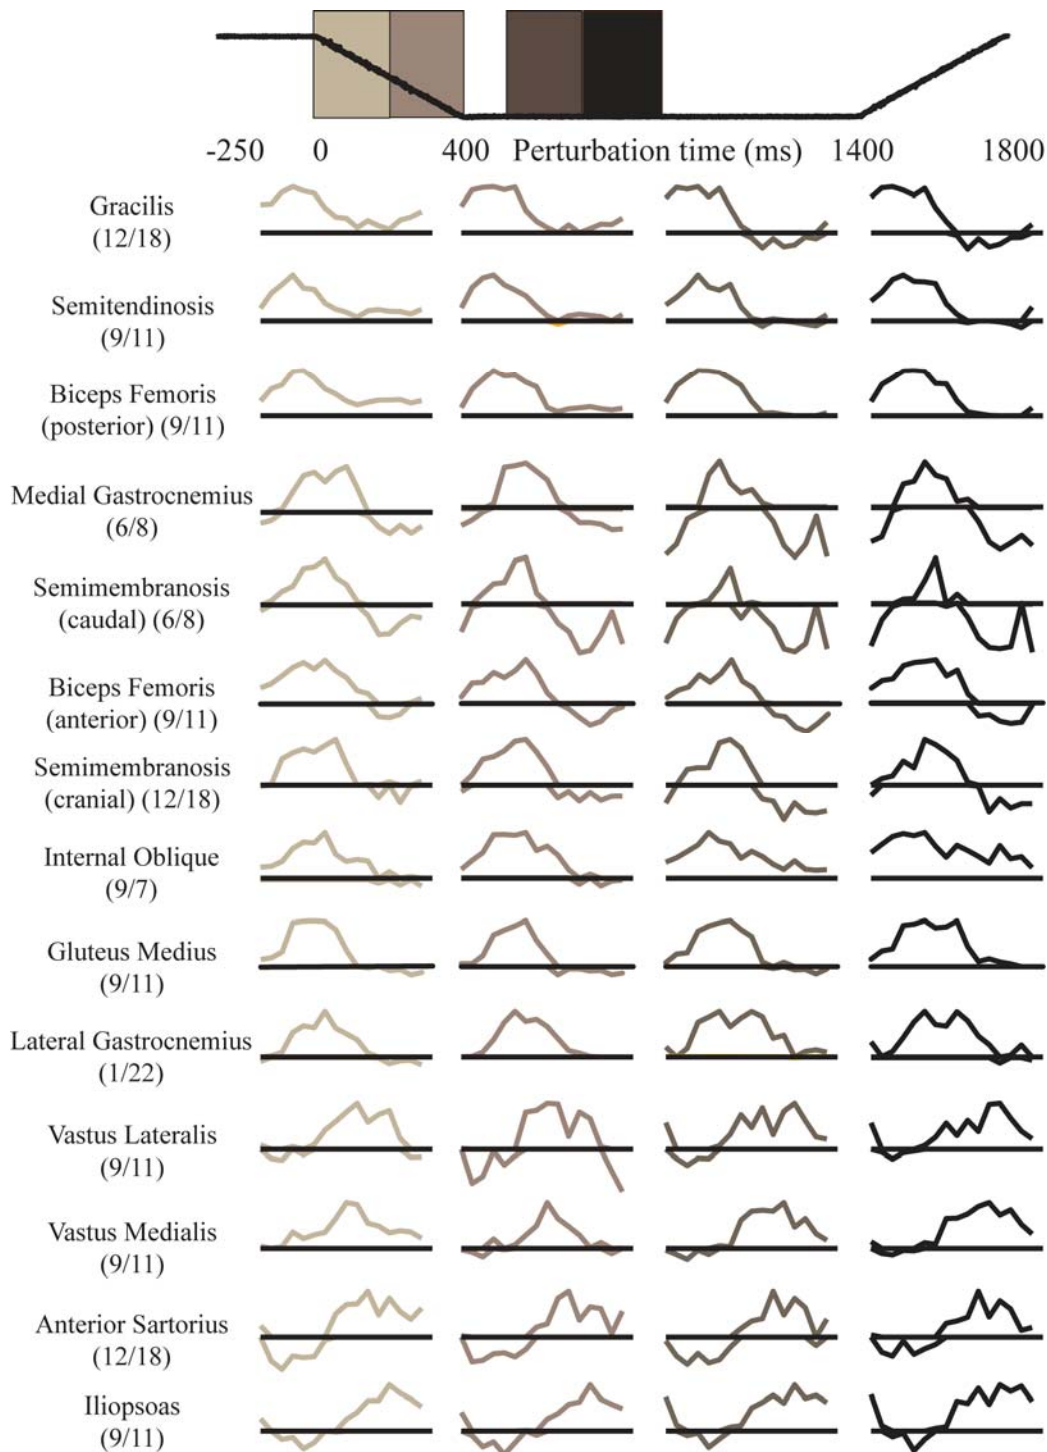 -250 0 400 Perturbation time (ms) 1400 1800
Gracilis
(12/18)
Semitendinosis
(9/11)
Biceps Femoris
(posterior) (9/11)
Medial Gastrocnemius
(6/8)
Semimembranosis
(caudal) (6/8)
Biceps Femoris
(anterior) (9/11)
Semimembranosis
(cranial) (12/18)
Internal Oblique
(9/7)
Gluteus Medius
(9/11)
Lateral Gastrocnemius
(1/22)
Vastus Lateralis
(9/11)
Vastus Medialis
(9/11)
Anterior Sartorius
(12/18)
Iliopsoas
(9/11)